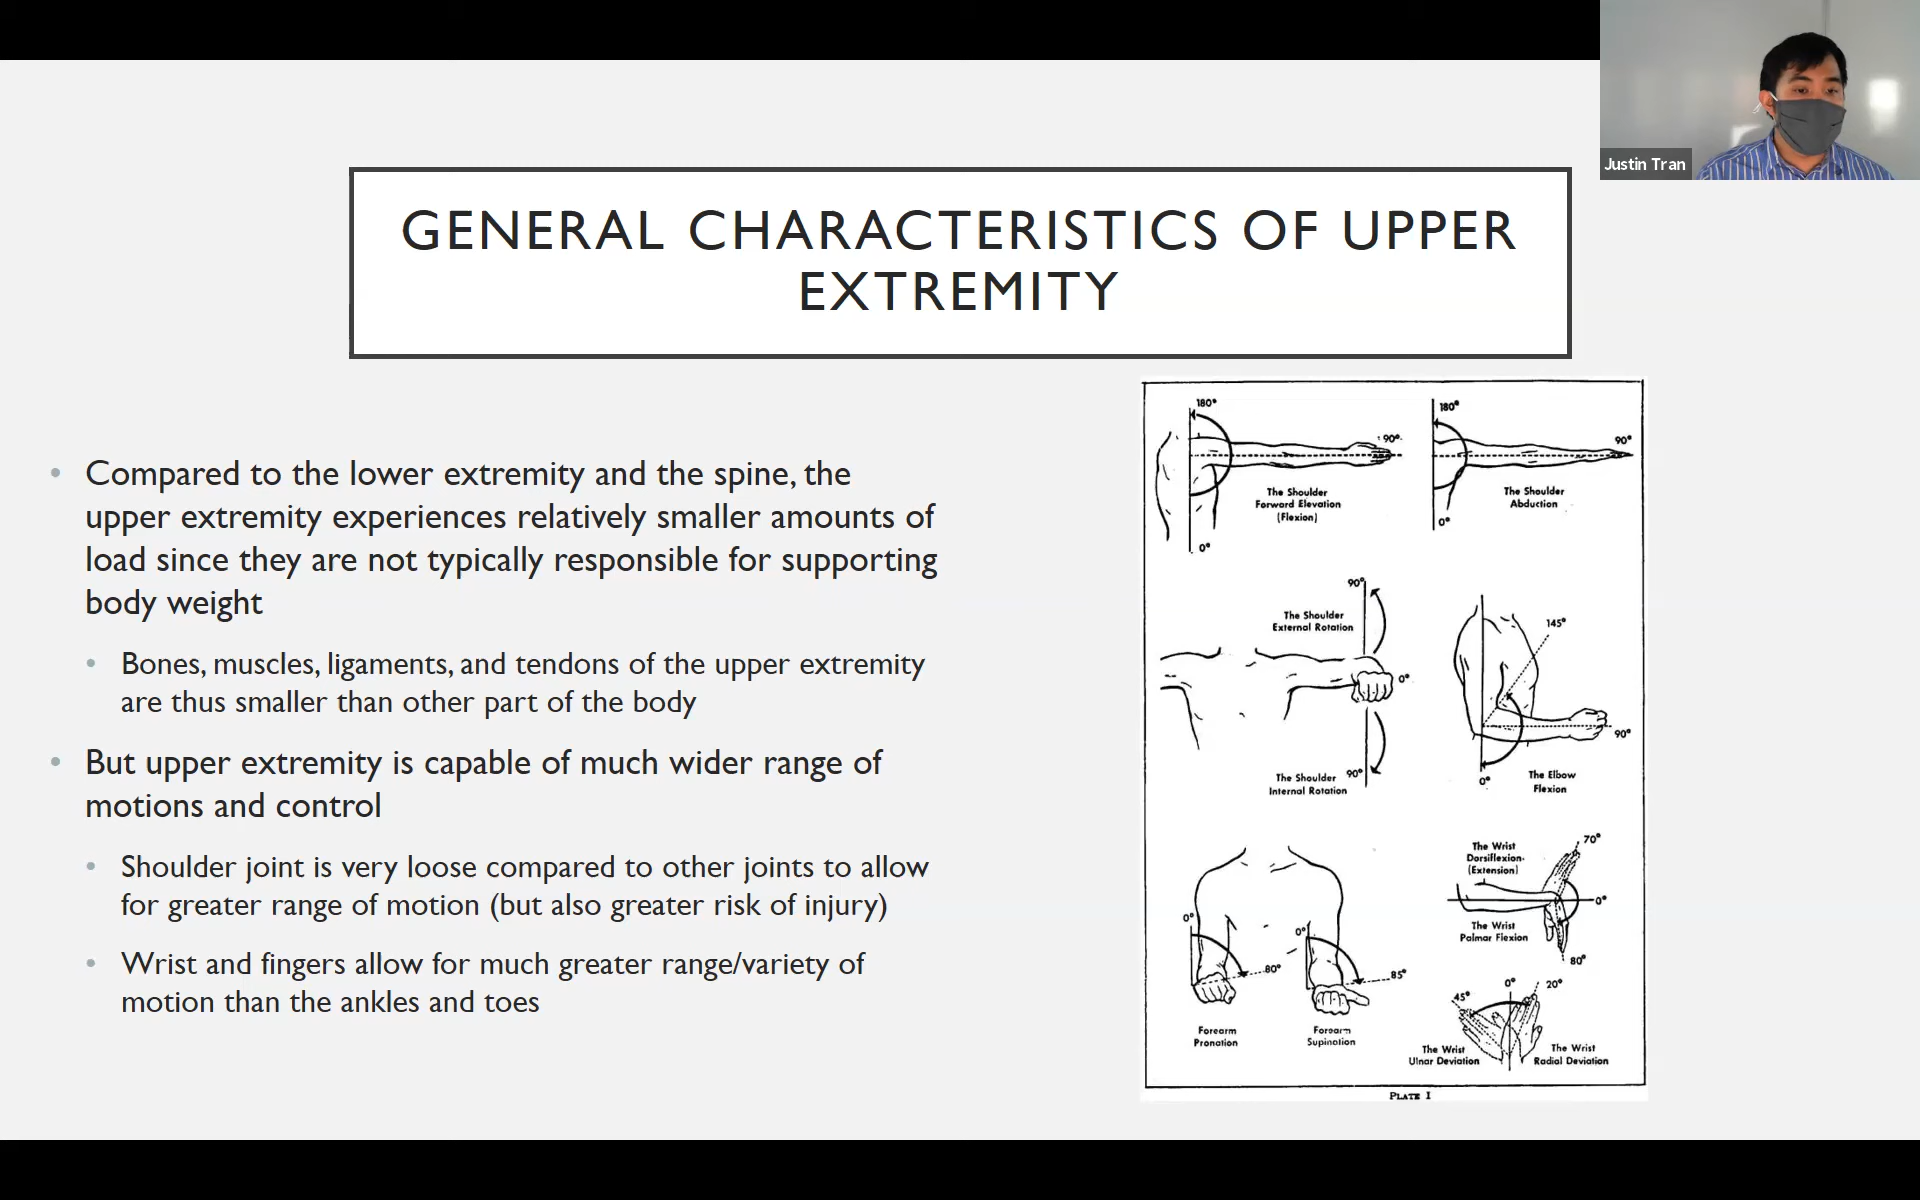 Justin Tran
GENERAL CHARACTERISTICS OF UPPER
EXTREMITY
• Compared to the lower extremity and the spine, the
upper extremity experiences relatively smaller amounts of
load since they are not typically responsible for supporting
body weight
• Bones, muscles, ligaments, and tendons of the upper extremity
are thus smaller than other part of the body
• But upper extremity is capable of much wider range of
motions and control
• Shoulder joint is very loose compared to other joints to allow
for greater range of motion (but also greater risk of injury)
• Wrist and fingers allow for much greater range/variety of
motion than the ankles and toes
180°
90°
The Shoulder
Forward Elevation
(Flexion)
0°
180°
90°
The Shoulder
Abduction
0°
90°
The Shoulder
External Rotation
0°
The Shoulder
Internal Rotation
90°
145°
90°
0°
The Elbow
Flexion
0°
80°
Forearm
Pronation
0°
85°
Forearm
Supination
70°
The Wrist
Dorsiflexion-
(Extension)
0°
The Wrist
Palmar Flexion
80°
45°
0°
20°
The Wrist
Ulnar Deviation
The Wrist
Radial Deviation
PLATE I